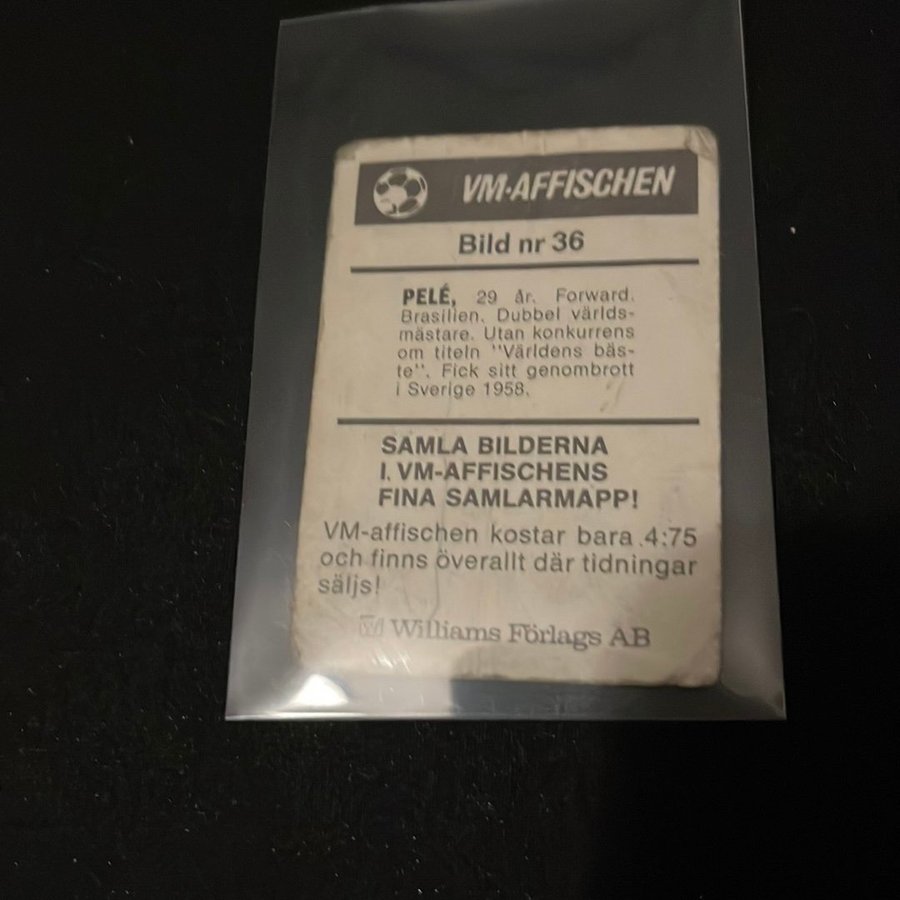 VM-AFFISCHEN
Bild nr 36
PELÉ, 29 år. Forward.
Brasilien. Dubbel världs-
mästare. Utan konkurrens
om titeln "Världens bäs-
te". Fick sitt genombrott
i Sverige 1958.
SAMLA BILDERNA
I. VM-AFFISCHENS
FINA SAMLARMAPP!
VM-affischen kostar bara 4:75
och finns överallt där tidningar
säljs!
W Williams Förlags AB